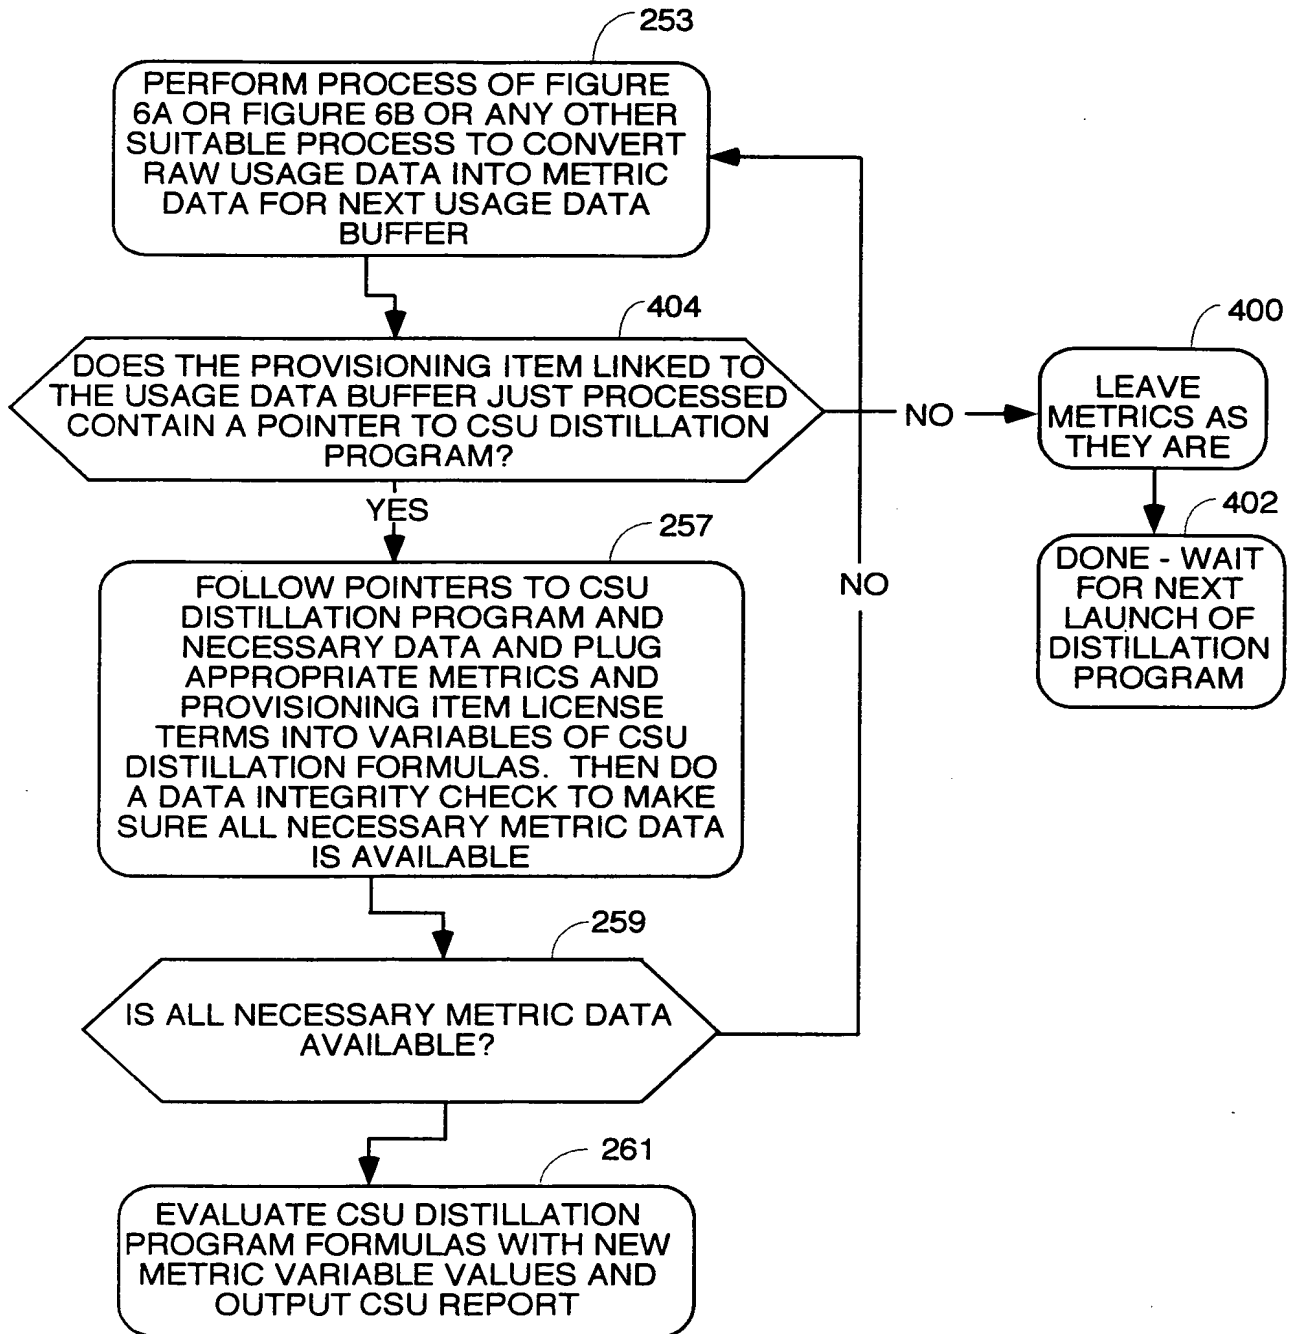 253
PERFORM PROCESS OF FIGURE
6A OR FIGURE 6B OR ANY OTHER
SUITABLE PROCESS TO CONVERT
RAW USAGE DATA INTO METRIC
DATA FOR NEXT USAGE DATA
BUFFER
404
DOES THE PROVISIONING ITEM LINKED TO
THE USAGE DATA BUFFER JUST PROCESSED
CONTAIN A POINTER TO CSU DISTILLATION
PROGRAM?
NO
400
LEAVE
METRICS AS
THEY ARE
402
DONE - WAIT
FOR NEXT
LAUNCH OF
DISTILLATION
PROGRAM
YES
257
FOLLOW POINTERS TO CSU
DISTILLATION PROGRAM AND
NECESSARY DATA AND PLUG
APPROPRIATE METRICS AND
PROVISIONING ITEM LICENSE
TERMS INTO VARIABLES OF CSU
DISTILLATION FORMULAS. THEN DO
A DATA INTEGRITY CHECK TO MAKE
SURE ALL NECESSARY METRIC DATA
IS AVAILABLE
NO
259
IS ALL NECESSARY METRIC DATA
AVAILABLE?
261
EVALUATE CSU DISTILLATION
PROGRAM FORMULAS WITH NEW
METRIC VARIABLE VALUES AND
OUTPUT CSU REPORT